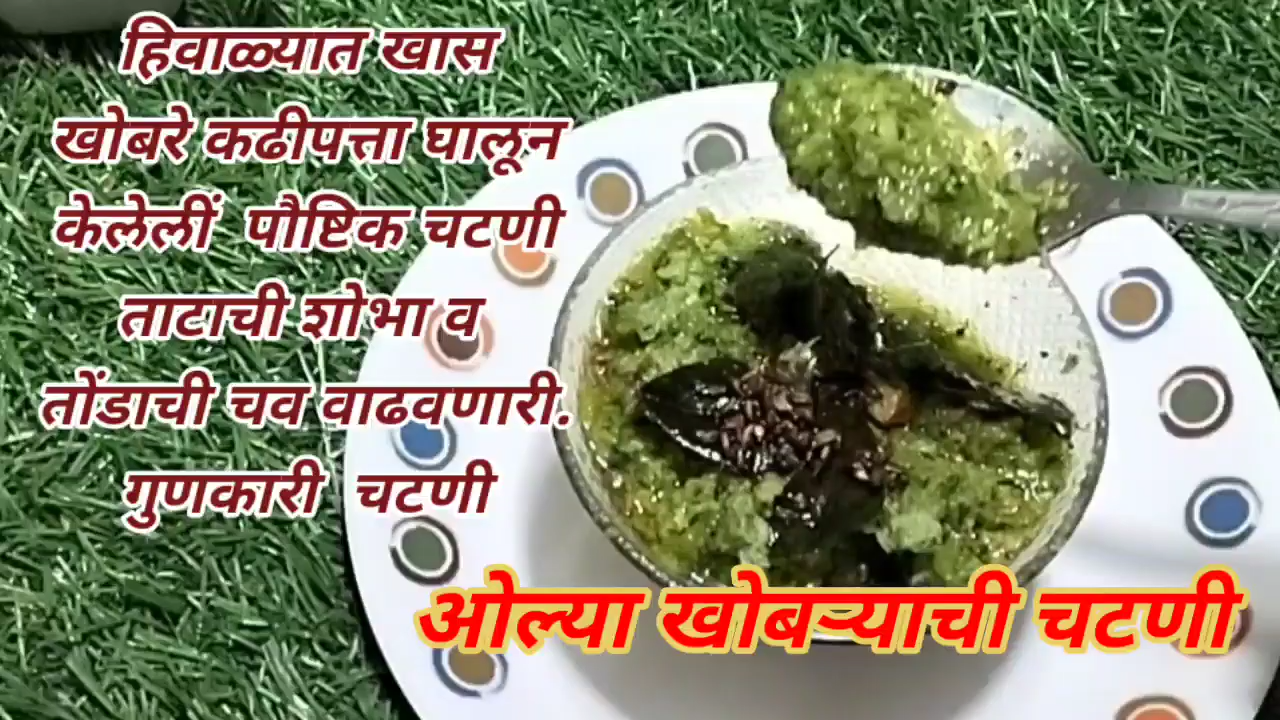 हिवाळ्यात खास
खोबरे कढीपत्ता घालून
केलेलीं पौष्टिक चटणी
ताटाची शोभा व
तोंडाची चव वाढवणारी.
गुणकारी चटणी
ओल्या खोबऱ्याची चटणी